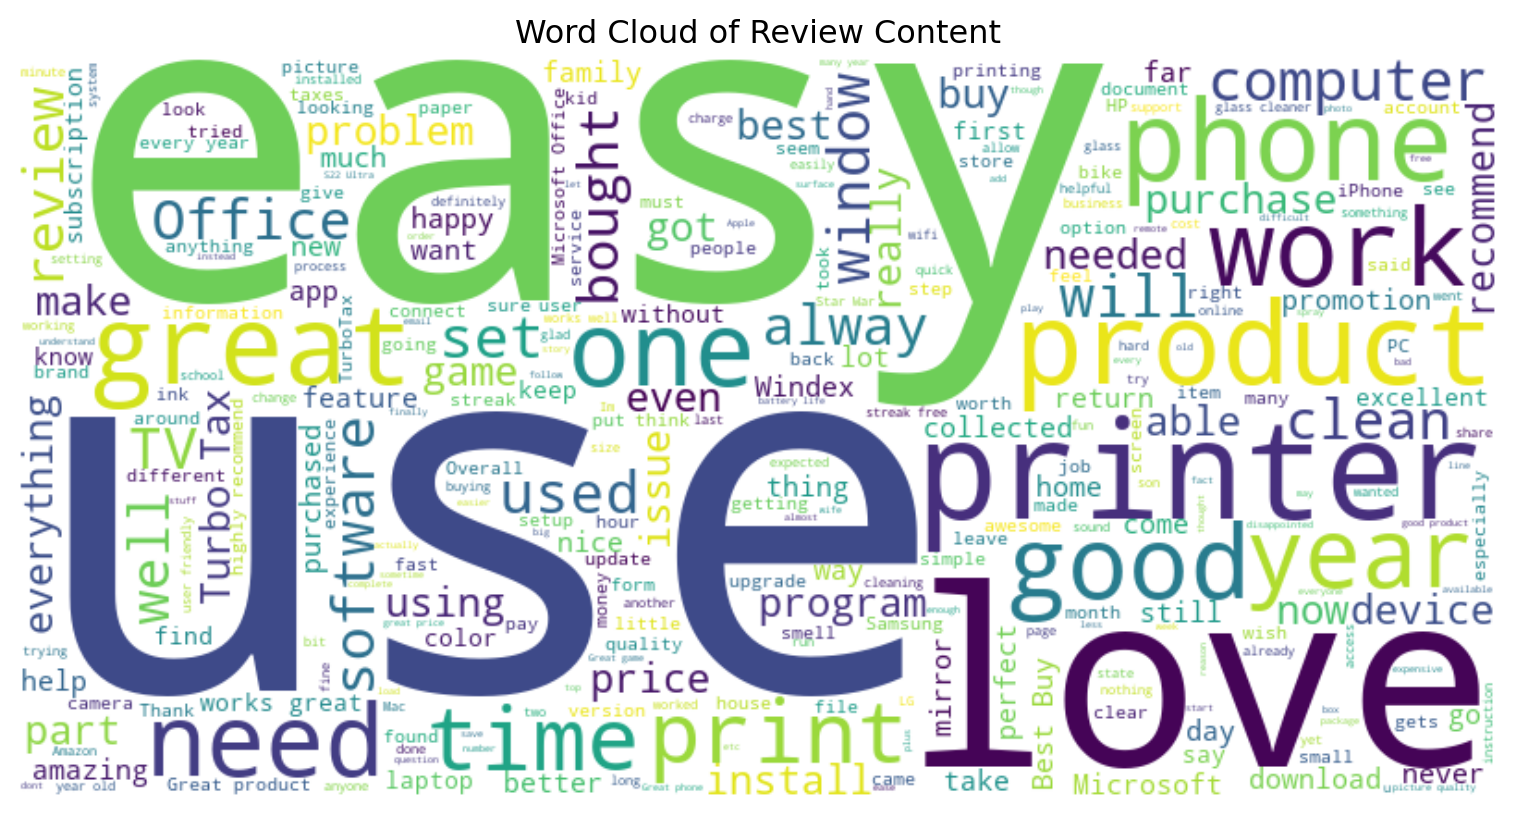 Word Cloud of Review Content
minute
system
picture
installed
taxes
looking
paper
family
kid
many year
though
hand
printing
far
document
computer
HP
support
glass cleaner
photo
account
review
subscription
look
tried
every year
problem
much
S22 Ultra
easy
charge
best
seem
easily
surface
window
buy
first
allow
store
add
glass
bike
helpful
business
phone
free
recommend
Office
anything
instead
new
give
definitely
happy
order
want
Microsoft Office
let
service
bought
must
got
Apple
people
took
really
wifi
quick
step
option
remote
cost
purchase
iPhone
see
difficult
something
work
setting
process
app
make
information
working
understand
know
brand
great
school
TurboTax
connect
email
going
sure user
works well
set
glad
story
game
follow
streak
keep
one
without
Star War
alway
back
lot
needed
feel
said
will
right
online
promotion
went
play
spray
product
hard
old
every
PC
bad
try
ink
change
feature
finally
even
Windex
battery life
last
streak free
worth
return
item
many
excellent
everything
around
TV
different
stuff
well
user friendly
Turbo Tax
highly recommend
purchased
experience
software
use
Overall
buying
easier
used
Im
put
think
size
issue
expected
thing
getting
almost
wife
collected
fun
screen
son
able
clean
share
printer
job
home
made
fact
line
may
wanted
thought
especially
setup
hour
big
nice
update
actually
sometime
complete
fast
form
another
money
using
great price
color
pay
little
quality
upgrade
way
cleaning
program
enough
smell
run
Samsung
awesome
sound
come
leave
simple
disappointed
good product
good
year
everyone
available
month
still
now
device
less
find
bit
trying
help
fine
load
camera
Thank
works great
Mac
Great game
top
price
mirror
perfect
page
week
reason
wish
already
access
state
nothing
clear
start
expensive
love
part
Amazon
amazing
dont
year old
need
Great product
anyone
found
done
question
laptop
two
save
number
time
better
version
worked
long
print
Great phone
house
etc
install
file
LG
plus
came
ease
take
Best Buy
day
say
Microsoft
box
package
yet
small
download
gets
go
never
instruction
picture quality